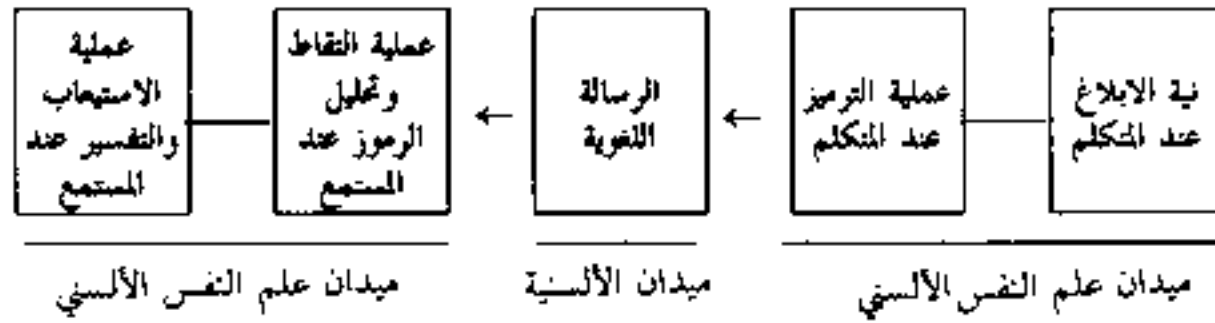 نية الابلاغ
عند المتكلم
عملية الترميز
عند المتكلم
الرسالة
اللغوية
عملية التقاط
وتحليل
الرموز عند
المستمع
عملية
الاستيعاب
والتفسير عند
المستمع
ميدان علم النفس الألسني
ميدان الألسنية
ميدان علم النفس الألسني